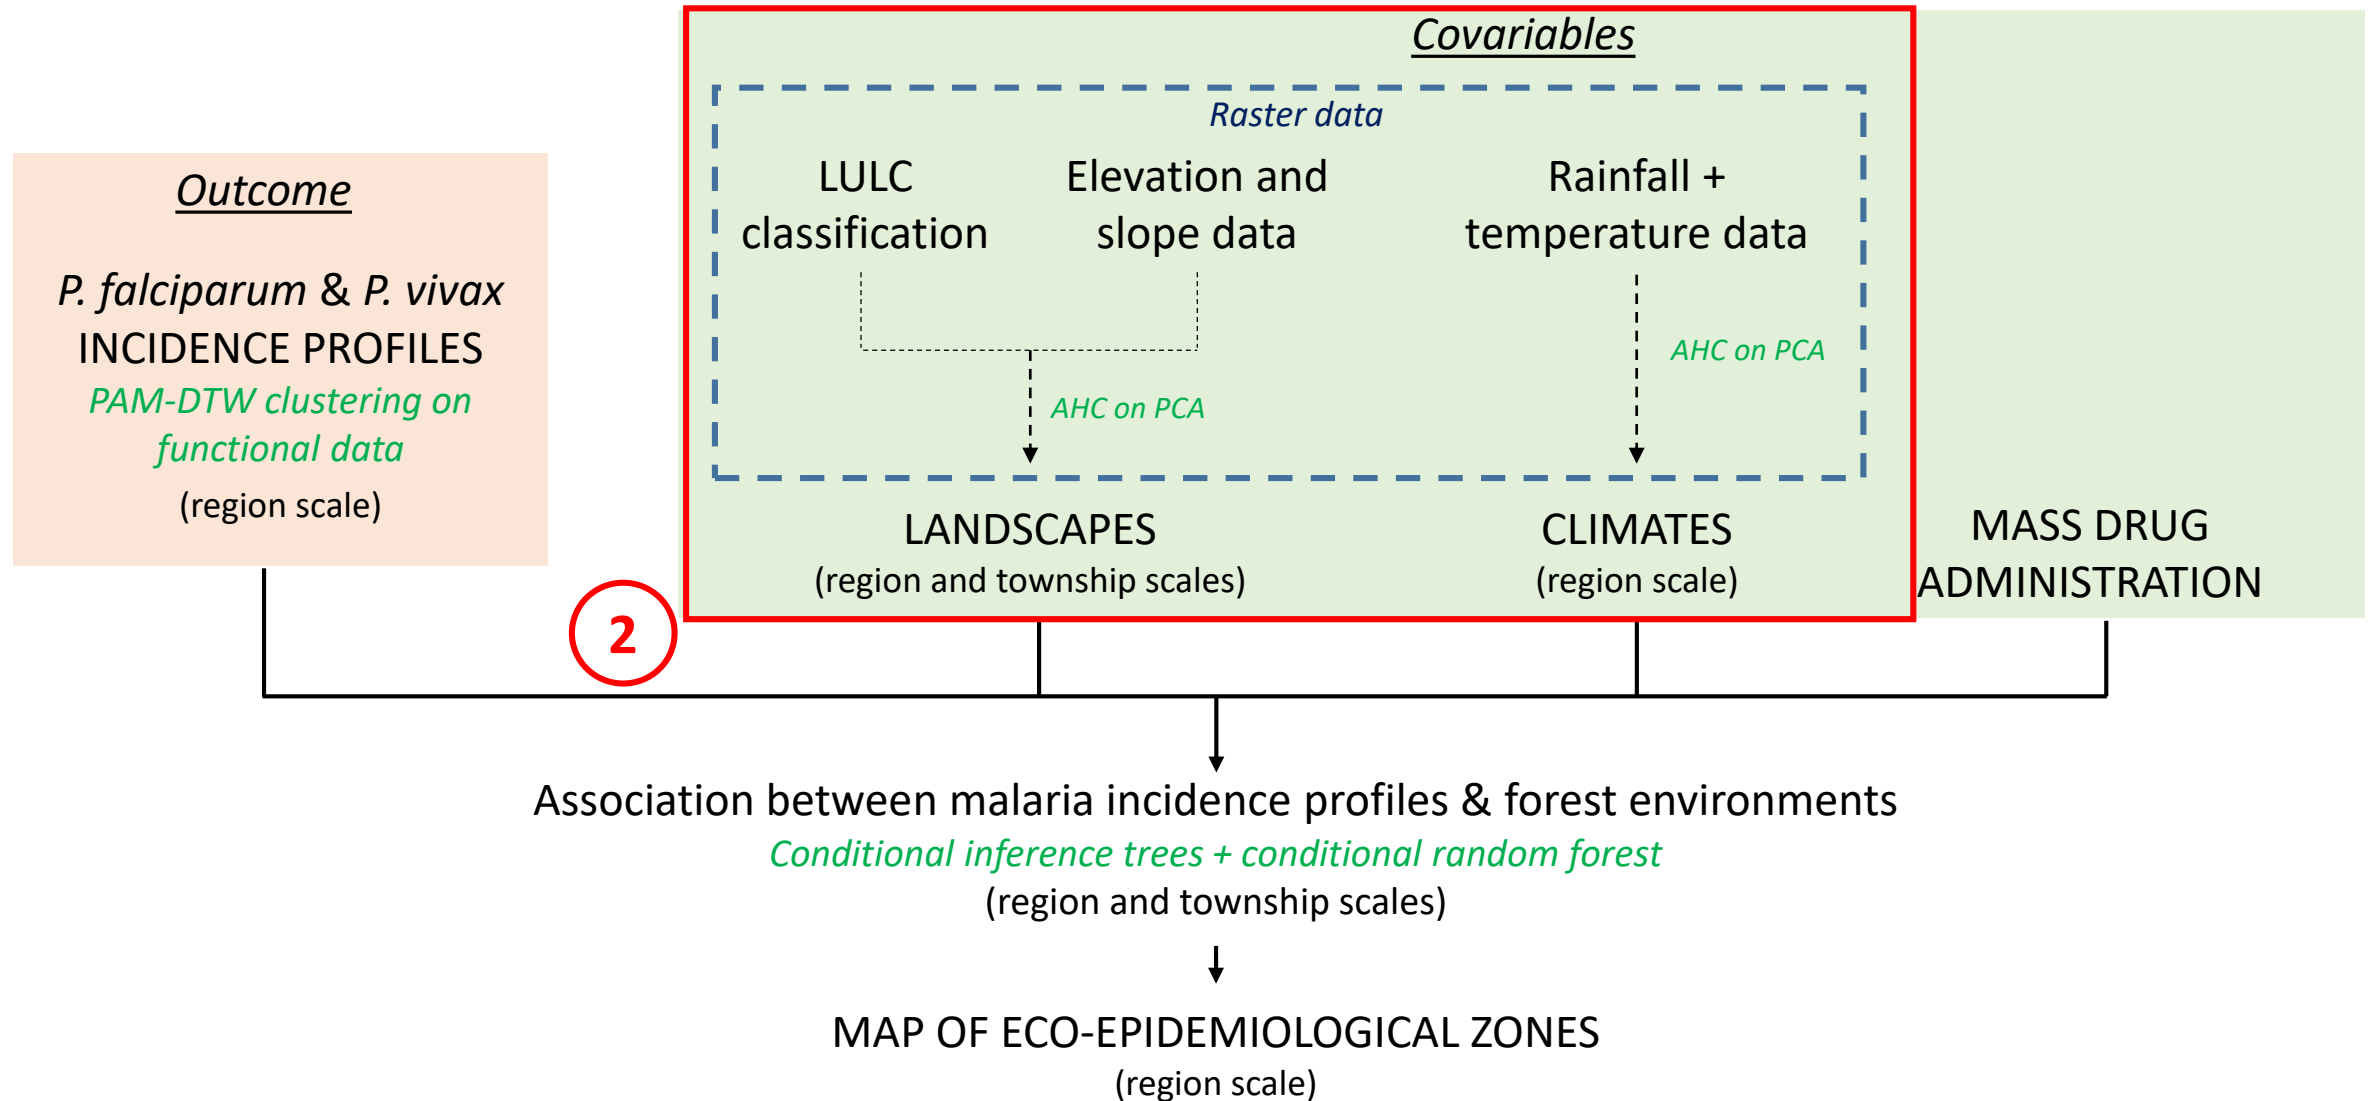 Covariables
Raster data
LULC
classification
Elevation and
slope data
Rainfall +
temperature data
AHC on PCA
AHC on PCA
LANDSCAPES
(region and township scales)
CLIMATES
(region scale)
MASS DRUG
ADMINISTRATION
Outcome
P. falciparum & P. vivax
INCIDENCE PROFILES
PAM-DTW clustering on
functional data
(region scale)
2
Association between malaria incidence profiles & forest environments
Conditional inference trees + conditional random forest
(region and township scales)
MAP OF ECO-EPIDEMIOLOGICAL ZONES
(region scale)